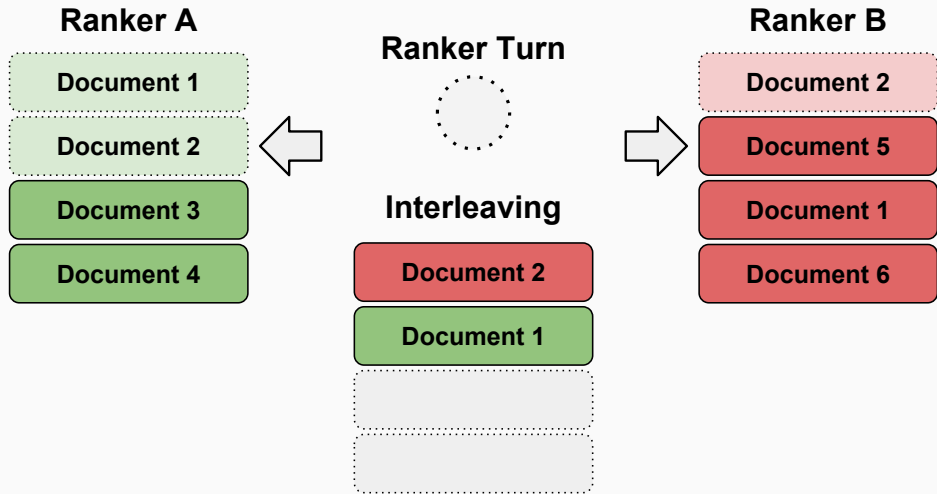 Ranker A
Document 1
Document 2
Document 3
Document 4
Ranker Turn
Interleaving
Document 2
Document 1
Ranker B
Document 2
Document 5
Document 1
Document 6